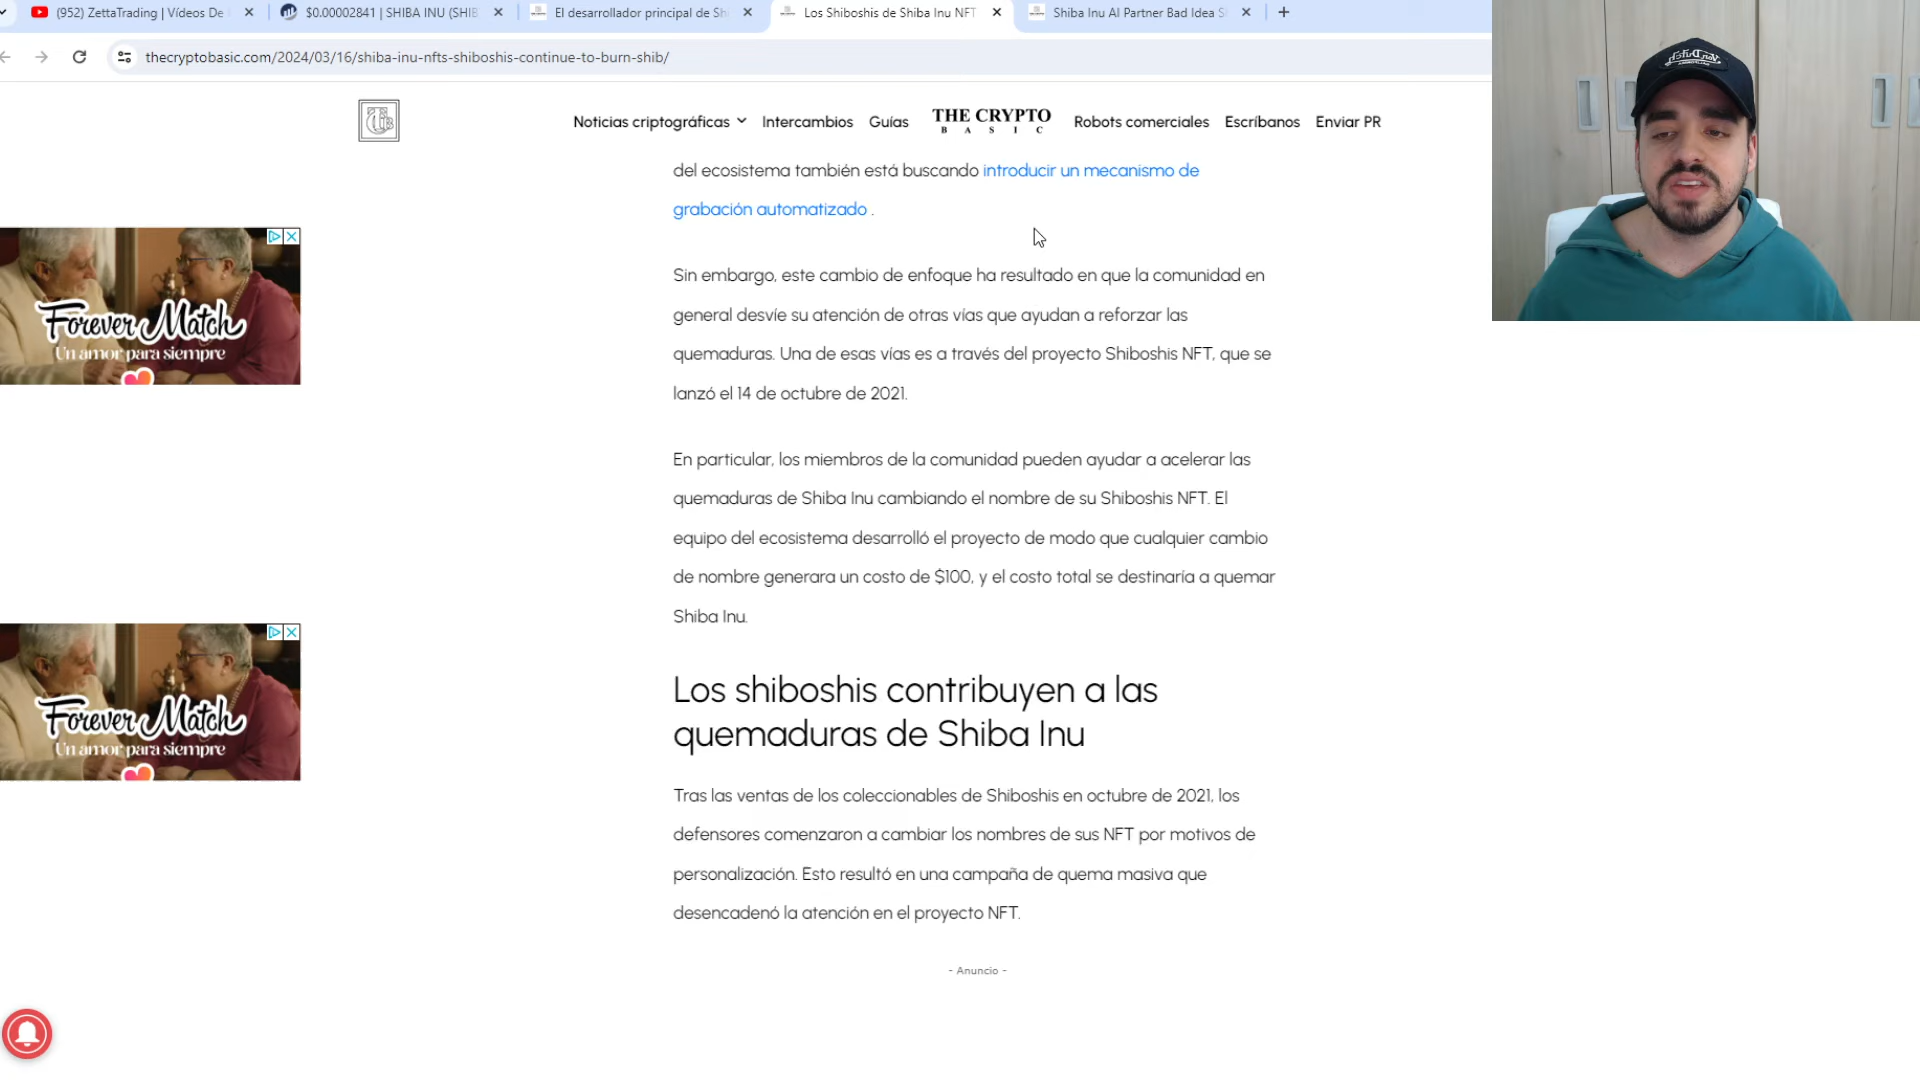 (952) ZettaTrading | Vídeos De
$0.00002841 | SHIBA INU (SHIB
El desarrollador principal de Shi
Los Shiboshis de Shiba Inu NFT
Shiba Inu AI Partner Bad Idea S
thecryptobasic.com/2024/03/16/shiba-inu-nfts-shiboshis-continue-to-burn-shib/
Noticias criptográficas
Intercambios
Guías
THE CRYPTO
BASIC
Robots comerciales
Escríbanos
Enviar PR
del ecosistema también está buscando introducir un mecanismo de
grabación automatizado .
Sin embargo, este cambio de enfoque ha resultado en que la comunidad en
general desvíe su atención de otras vías que ayudan a reforzar las
quemaduras. Una de esas vías es a través del proyecto Shiboshis NFT, que se
lanzó el 14 de octubre de 2021.
En particular, los miembros de la comunidad pueden ayudar a acelerar las
quemaduras de Shiba Inu cambiando el nombre de su Shiboshis NFT. El
equipo del ecosistema desarrolló el proyecto de modo que cualquier cambio
de nombre generara un costo de $100, y el costo total se destinaría a quemar
Shiba Inu.
Los shiboshis contribuyen a las
quemaduras de Shiba Inu
Tras las ventas de los coleccionables de Shiboshis en octubre de 2021, los
defensores comenzaron a cambiar los nombres de sus NFT por motivos de
personalización. Esto resultó en una campaña de quema masiva que
desencadenó la atención en el proyecto NFT.
- Anuncio -
Forever Match
Un amor para siempre
Forever Match
Un amor para siempre